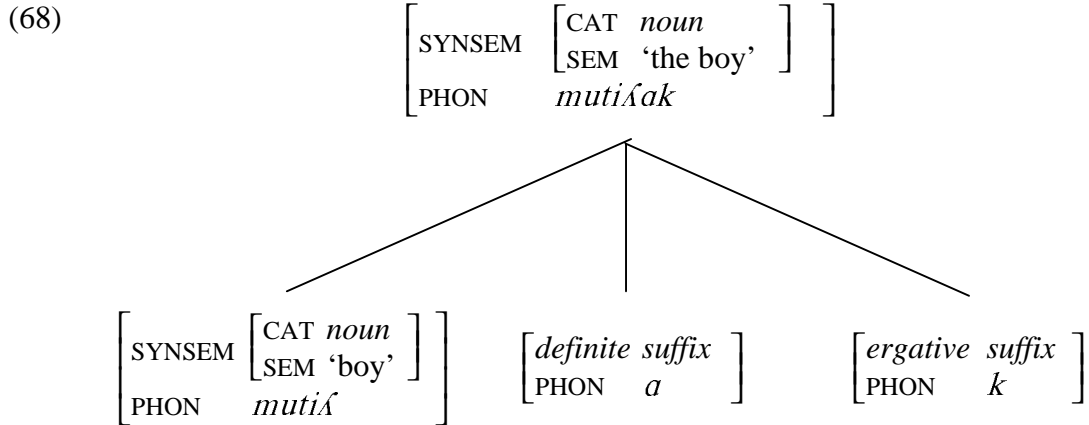 (68)
CAT noun
SYNSEM SEM ‘the boy’
PHON mutiʎak
CAT noun
SYNSEM SEM ‘boy’
PHON mutiʎ
definite suffix
PHON a
ergative suffix
PHON k